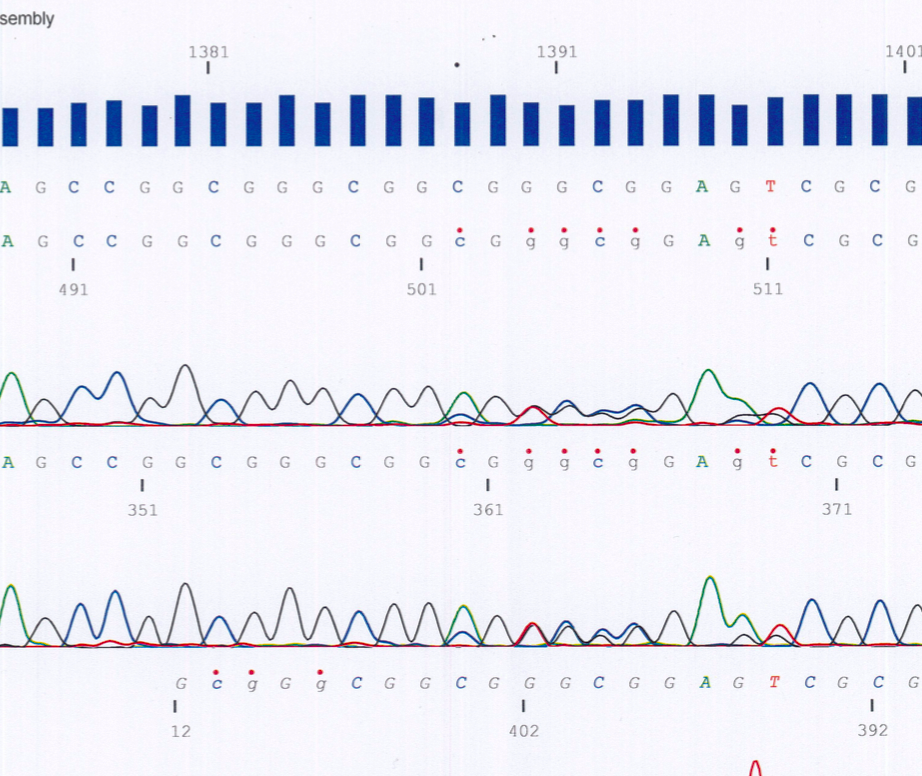 sembly
1381 1391 1401
A G C C G G C G G G C G G C G G G C G G A G T C G C G
A G C C G G C G G G C G G c G g g c g G A g t C G C G
491 501 511
A G C C G G C G G G C G G c G g g c g G A g t C G C G
351 361 371
G c g G g C G G C G G G C G G A G T C G C G
12 402 392